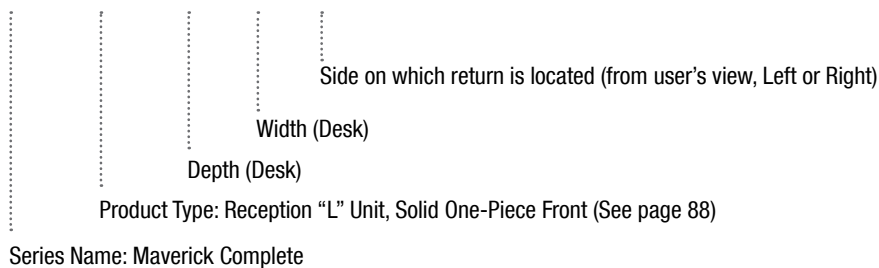 Side on which return is located (from user’s view, Left or Right)
Width (Desk)
Depth (Desk)
Product Type: Reception “L” Unit, Solid One-Piece Front (See page 88)
Series Name: Maverick Complete